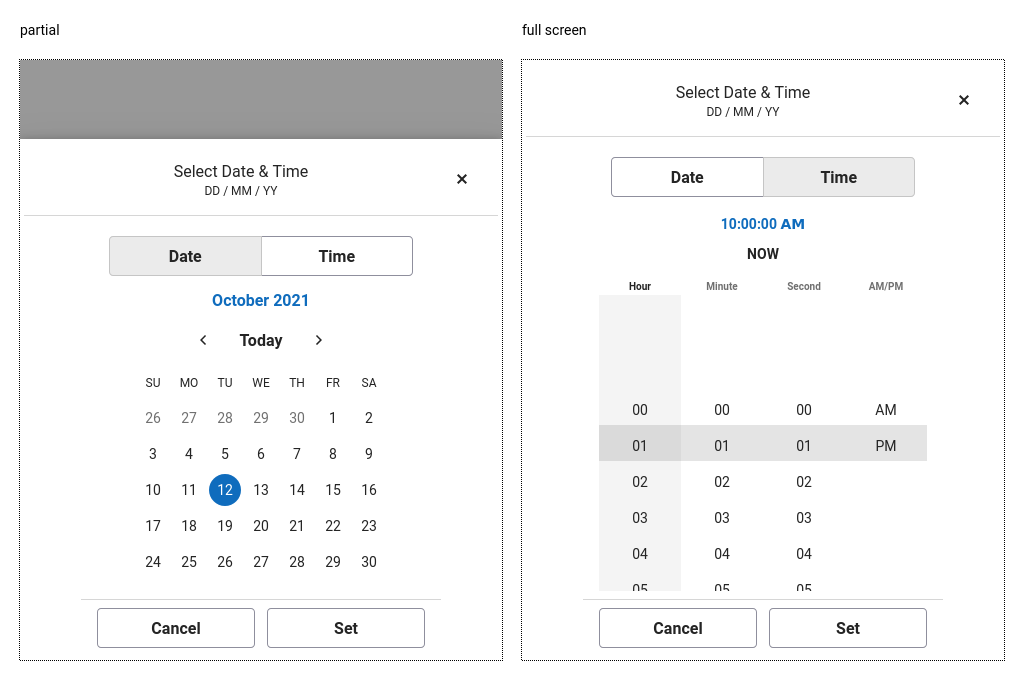 partial
Select Date & Time
DD / MM / YY
×
Date Time
October 2021
Today
SU MO TU WE TH FR SA
26 27 28 29 30 1 2
3 4 5 6 7 8 9
10 11 12 13 14 15 16
17 18 19 20 21 22 23
24 25 26 27 28 29 30
Cancel Set
full screen
Select Date & Time
DD / MM / YY
×
Date Time
10:00:00 AM
NOW
Hour Minute Second AM/PM
00 00 00 AM
01 01 01 PM
02 02 02
03 03 03
04 04 04
05 05 05
Cancel Set